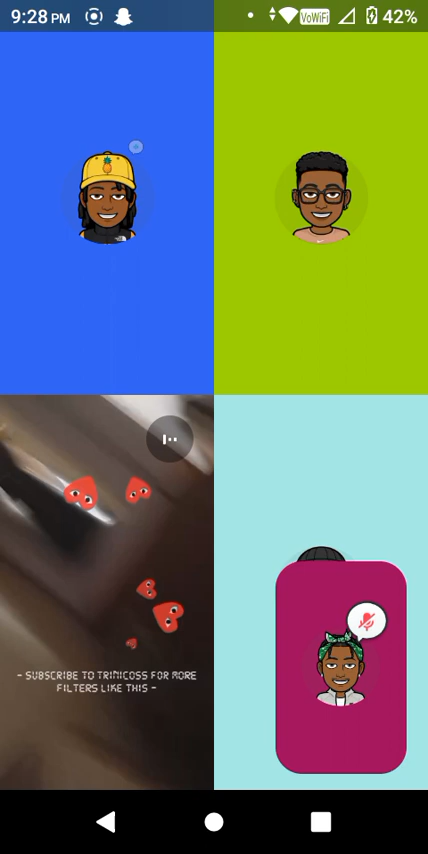 9:28 PM
VoWiFi
42%
- SUBSCRIBE TO TRINICOSS FOR MORE
FILTERS LIKE THIS -